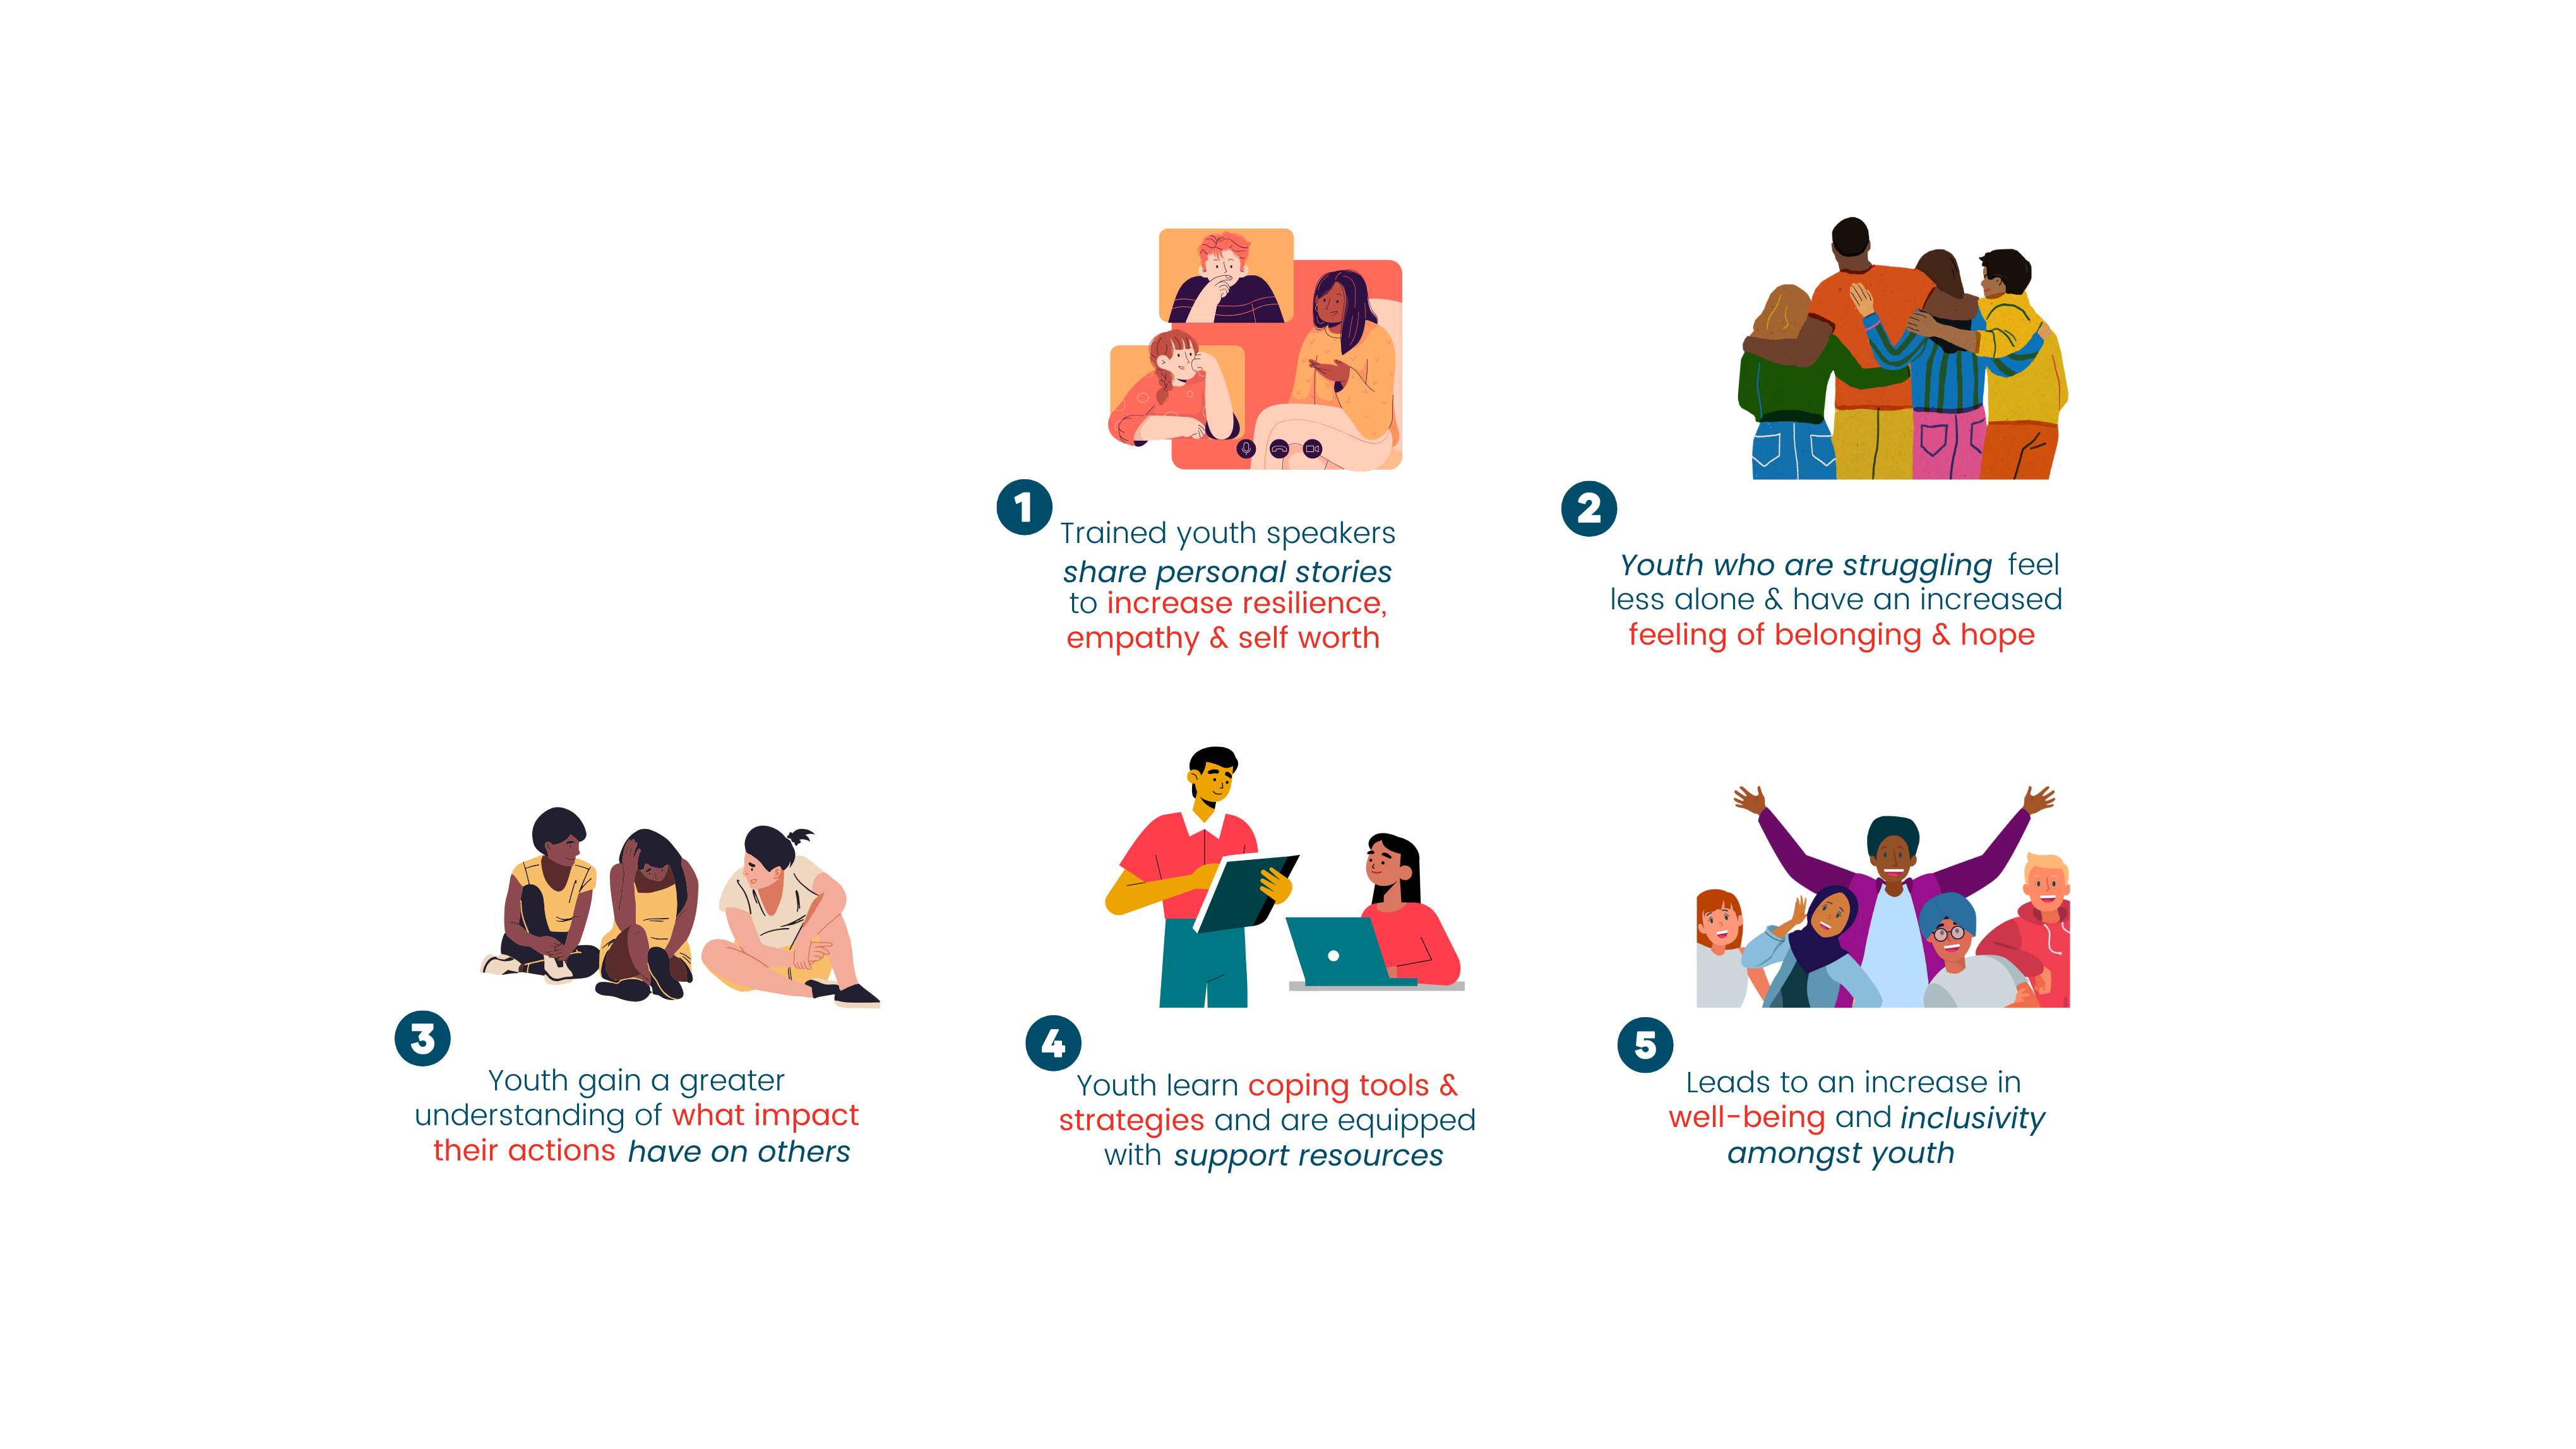 1
Trained youth speakers
share personal stories
to increase resilience,
empathy & self worth
2
Youth who are struggling feel
less alone & have an increased
feeling of belonging & hope
3
Youth gain a greater
understanding of what impact
their actions have on others
4
Youth learn coping tools &
strategies and are equipped
with support resources
5
Leads to an increase in
well-being and inclusivity
amongst youth